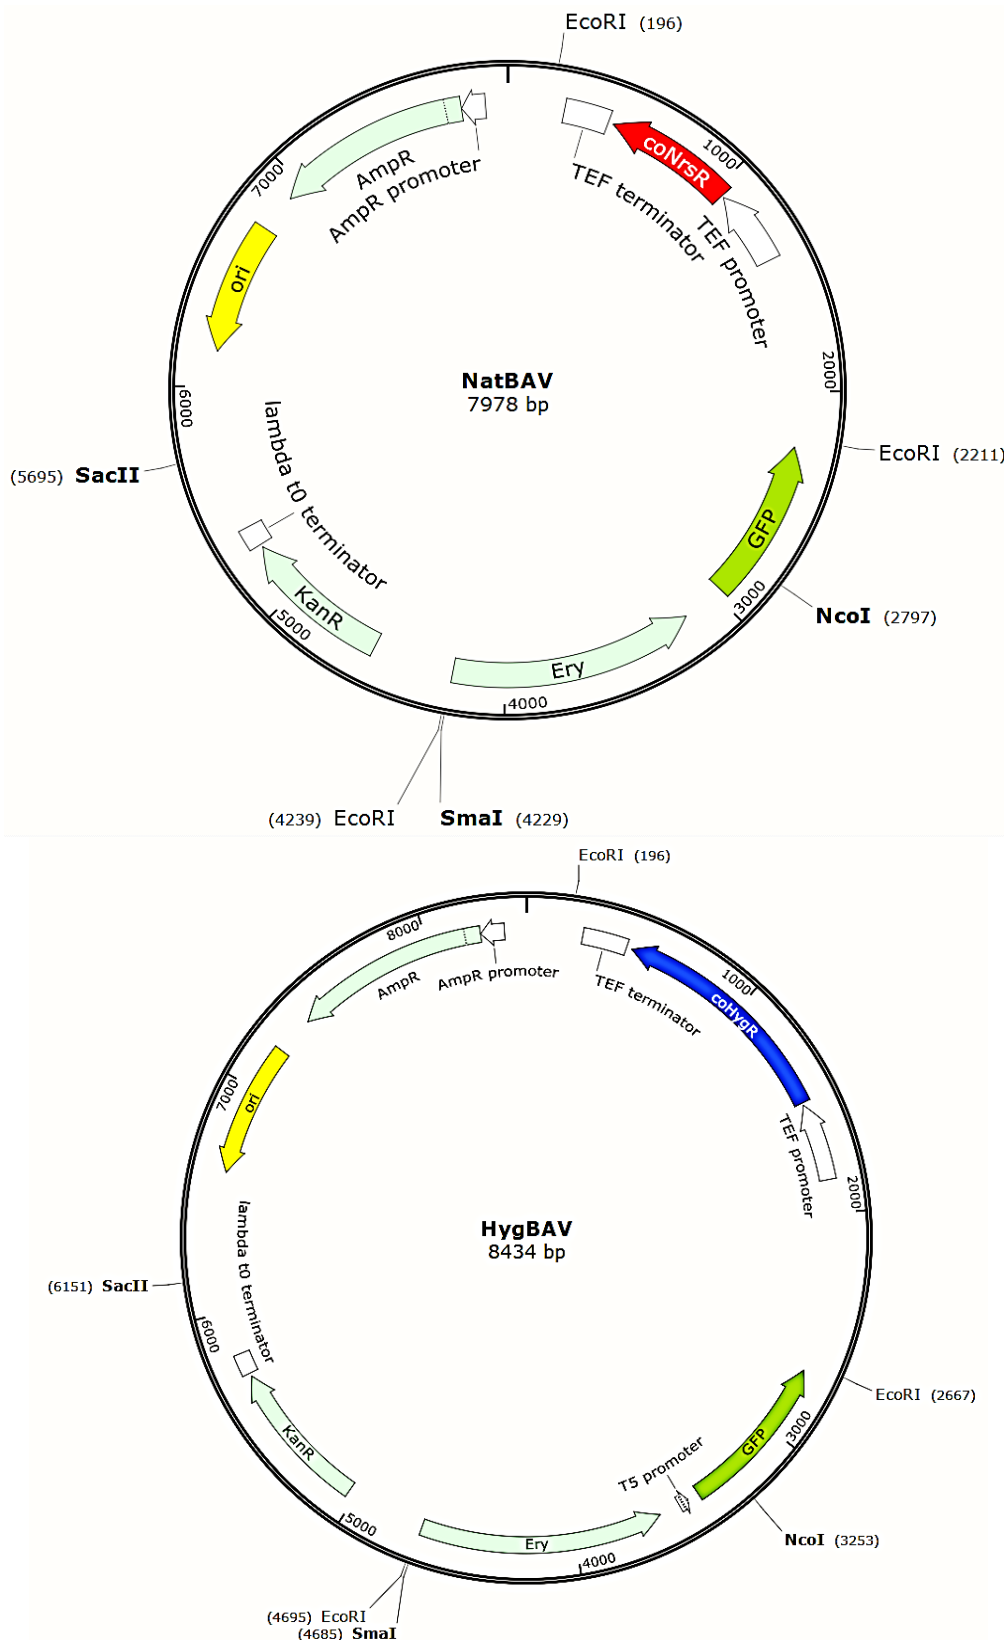 EcoRI (196)
1000
coNrsR
TEF terminator
TEF promoter
AmpR
AmpR promoter
7000
ori
2000
NatBAV
7978 bp
6000
EcoRI (2211)
(5695) SacII
lambda t0 terminator
GFP
3000
NcoI (2797)
KanR
5000
Ery
4000
(4239) EcoRI
SmaI (4229)
EcoRI (196)
8000
AmpR
AmpR promoter
TEF terminator
1000
coHygR
7000
ori
TEF promoter
2000
lambda t0 terminator
HygBAV
8434 bp
(6151) SacII
6000
EcoRI (2667)
3000
GFP
T5 promoter
KanR
5000
Ery
4000
NcoI (3253)
(4695) EcoRI
(4685) SmaI